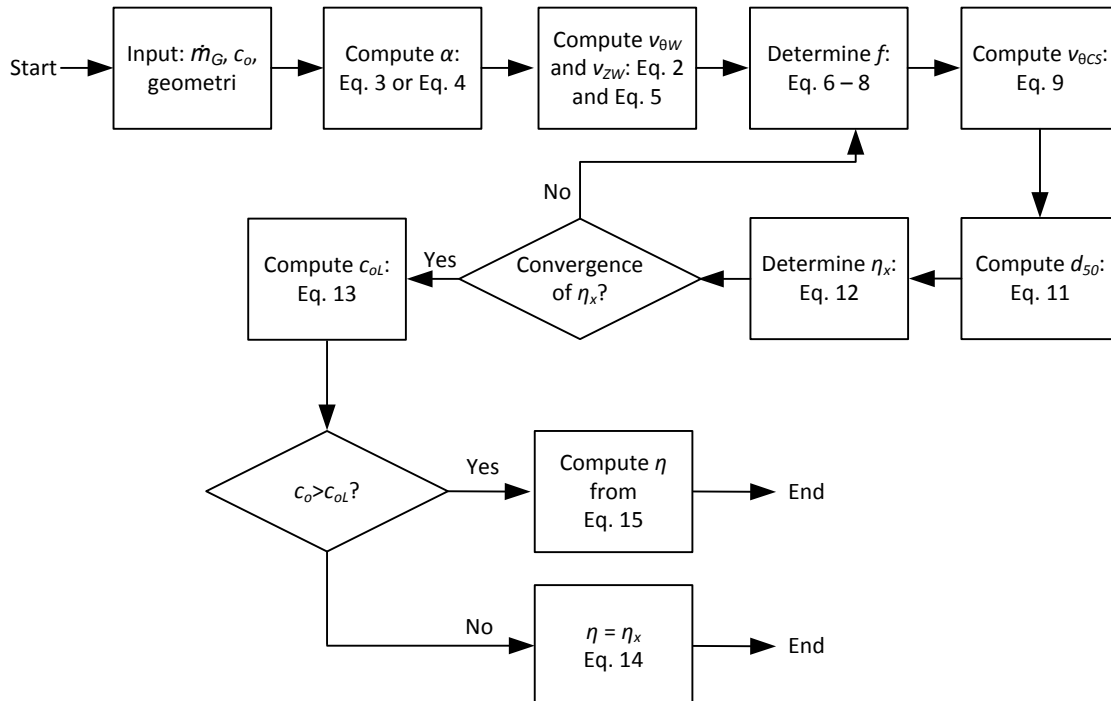 Start
Input: ṁG, co,
geometri
Compute α:
Eq. 3 or Eq. 4
Compute vθW
and vZW: Eq. 2
and Eq. 5
Determine f:
Eq. 6 – 8
Compute vθCS:
Eq. 9
No
Compute coL:
Eq. 13
Yes
Convergence
of ηx?
Determine ηx:
Eq. 12
Compute d50:
Eq. 11
co>coL?
Yes
Compute η
from
Eq. 15
End
No
η = ηx
Eq. 14
End